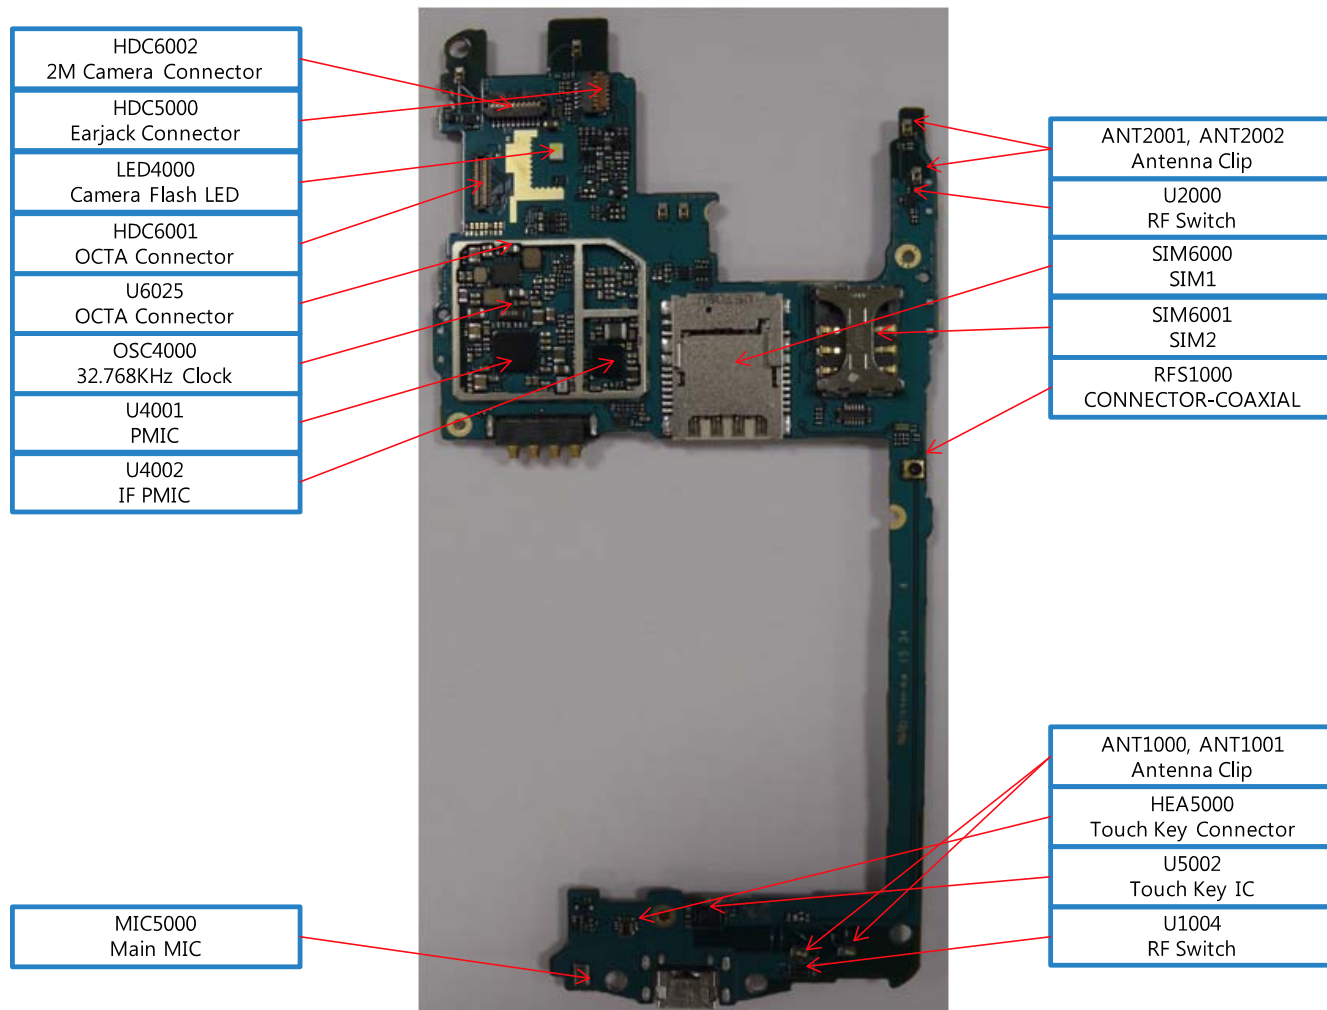 HDC6002
2M Camera Connector
HDC5000
Earjack Connector
LED4000
Camera Flash LED
HDC6001
OCTA Connector
U6025
OCTA Connector
OSC4000
32.768KHz Clock
U4001
PMIC
U4002
IF PMIC
MIC5000
Main MIC
ANT2001, ANT2002
Antenna Clip
U2000
RF Switch
SIM6000
SIM1
SIM6001
SIM2
RFS1000
CONNECTOR-COAXIAL
ANT1000, ANT1001
Antenna Clip
HEA5000
Touch Key Connector
U5002
Touch Key IC
U1004
RF Switch